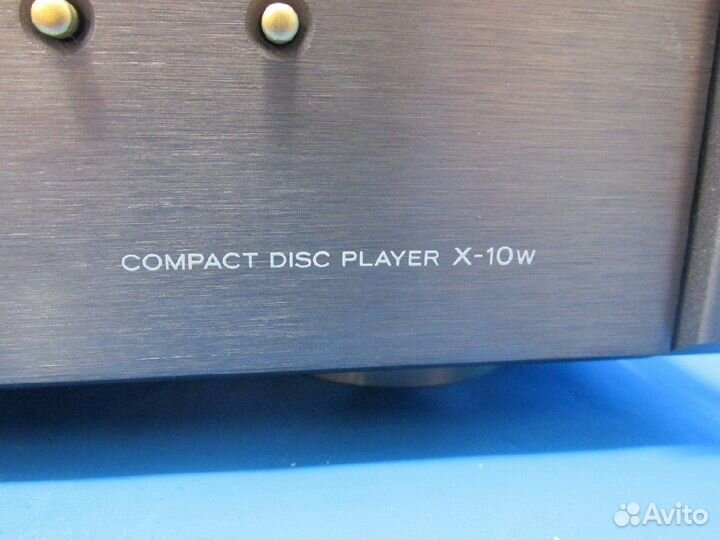 COMPACT DISC PLAYER X-10w
Avito